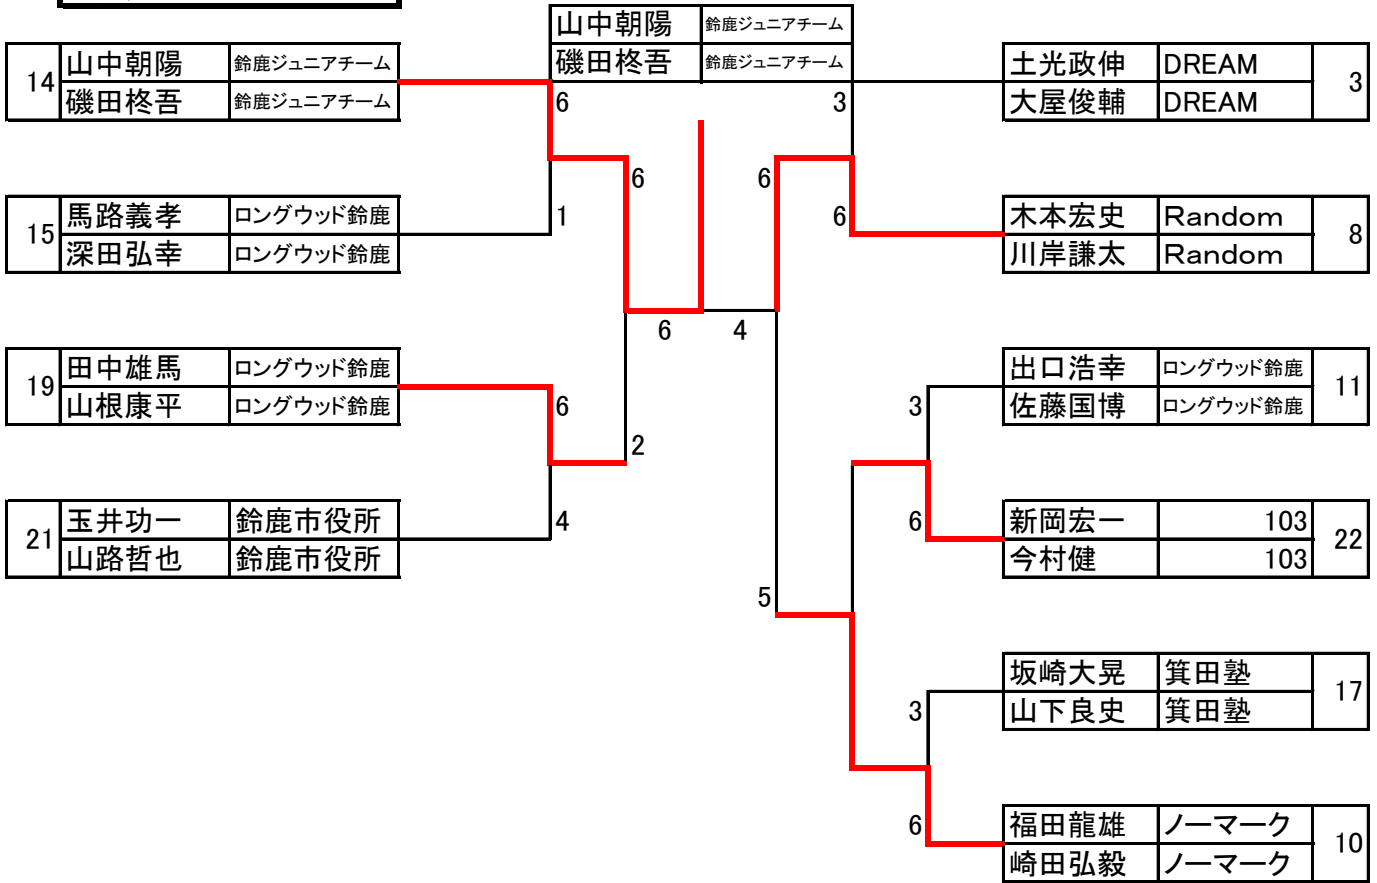 山中朝陽 鈴鹿ジュニアチーム
磯田柊吾 鈴鹿ジュニアチーム
14
山中朝陽 鈴鹿ジュニアチーム
磯田柊吾 鈴鹿ジュニアチーム
15
馬路義孝 ロングウッド鈴鹿
深田弘幸 ロングウッド鈴鹿
19
田中雄馬 ロングウッド鈴鹿
山根康平 ロングウッド鈴鹿
21
玉井功一 鈴鹿市役所
山路哲也 鈴鹿市役所
6
1
6
4
6
2
6
4
6
5
3
6
3
6
3
6
土光政伸 DREAM
大屋俊輔 DREAM
3
木本宏史 Random
川岸謙太 Random
8
出口浩幸 ロングウッド鈴鹿
佐藤国博 ロングウッド鈴鹿
11
新岡宏一 103
今村健 103
22
坂崎大晃 箕田塾
山下良史 箕田塾
17
福田龍雄 ノーマーク
崎田弘毅 ノーマーク
10